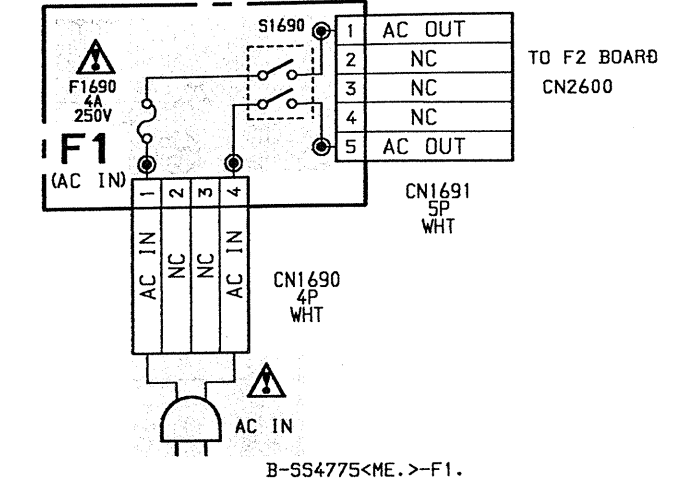 S1690
1 AC OUT
2 NC
3 NC
4 NC
5 AC OUT
TO F2 BOARD
CN2600
F1690
4A
250V
F1
(AC IN)
CN1691
5P
WHT
1 2 3 4
AC IN NC NC AC IN
CN1690
4P
WHT
AC IN
B-SS4775<ME.>-F1.